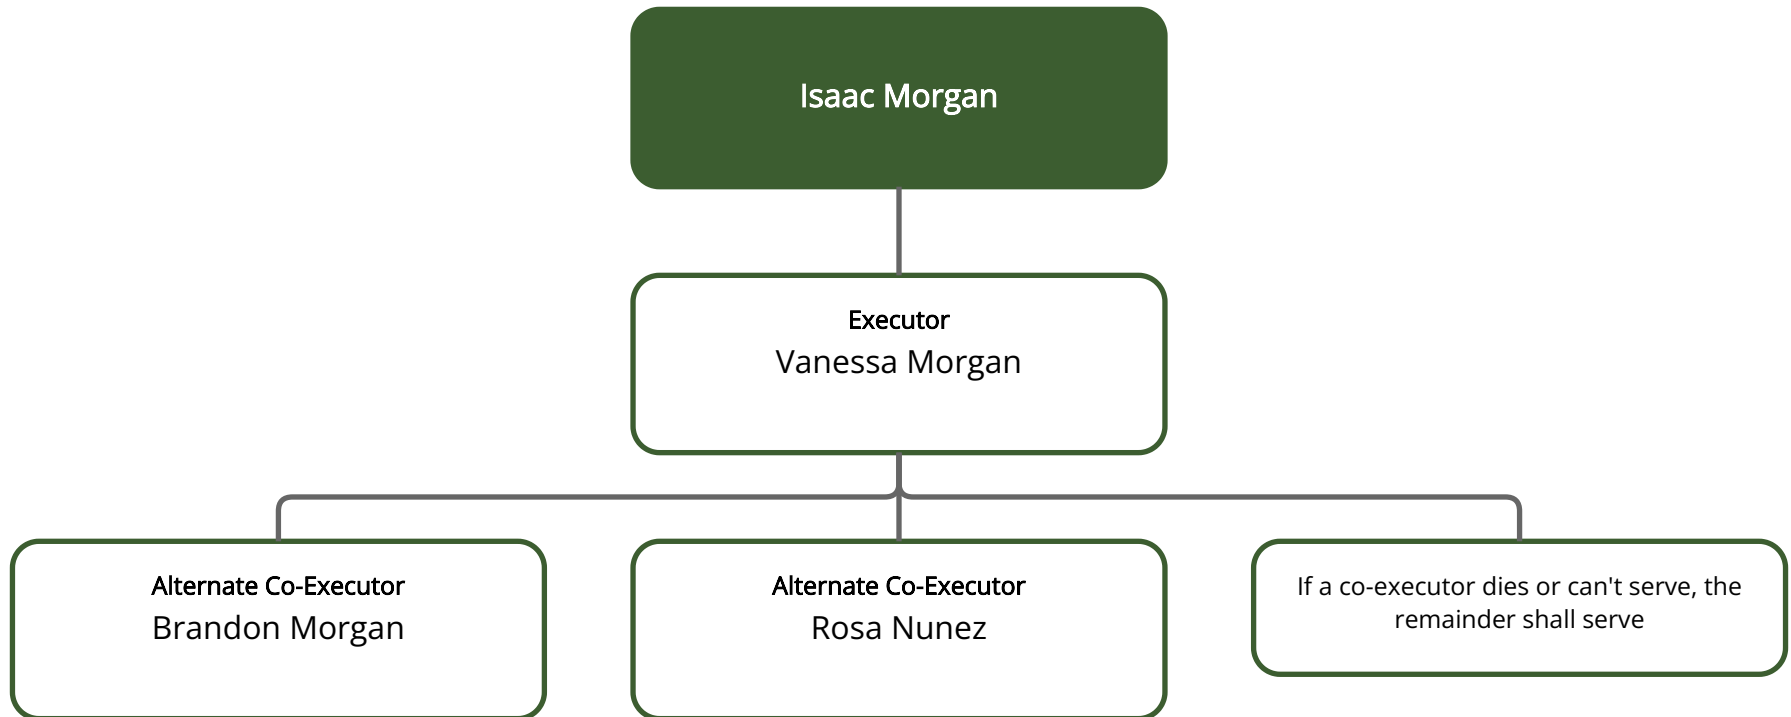 Isaac Morgan
Executor
Vanessa Morgan
Alternate Co-Executor
Brandon Morgan
Alternate Co-Executor
Rosa Nunez
If a co-executor dies or can't serve, the
remainder shall serve